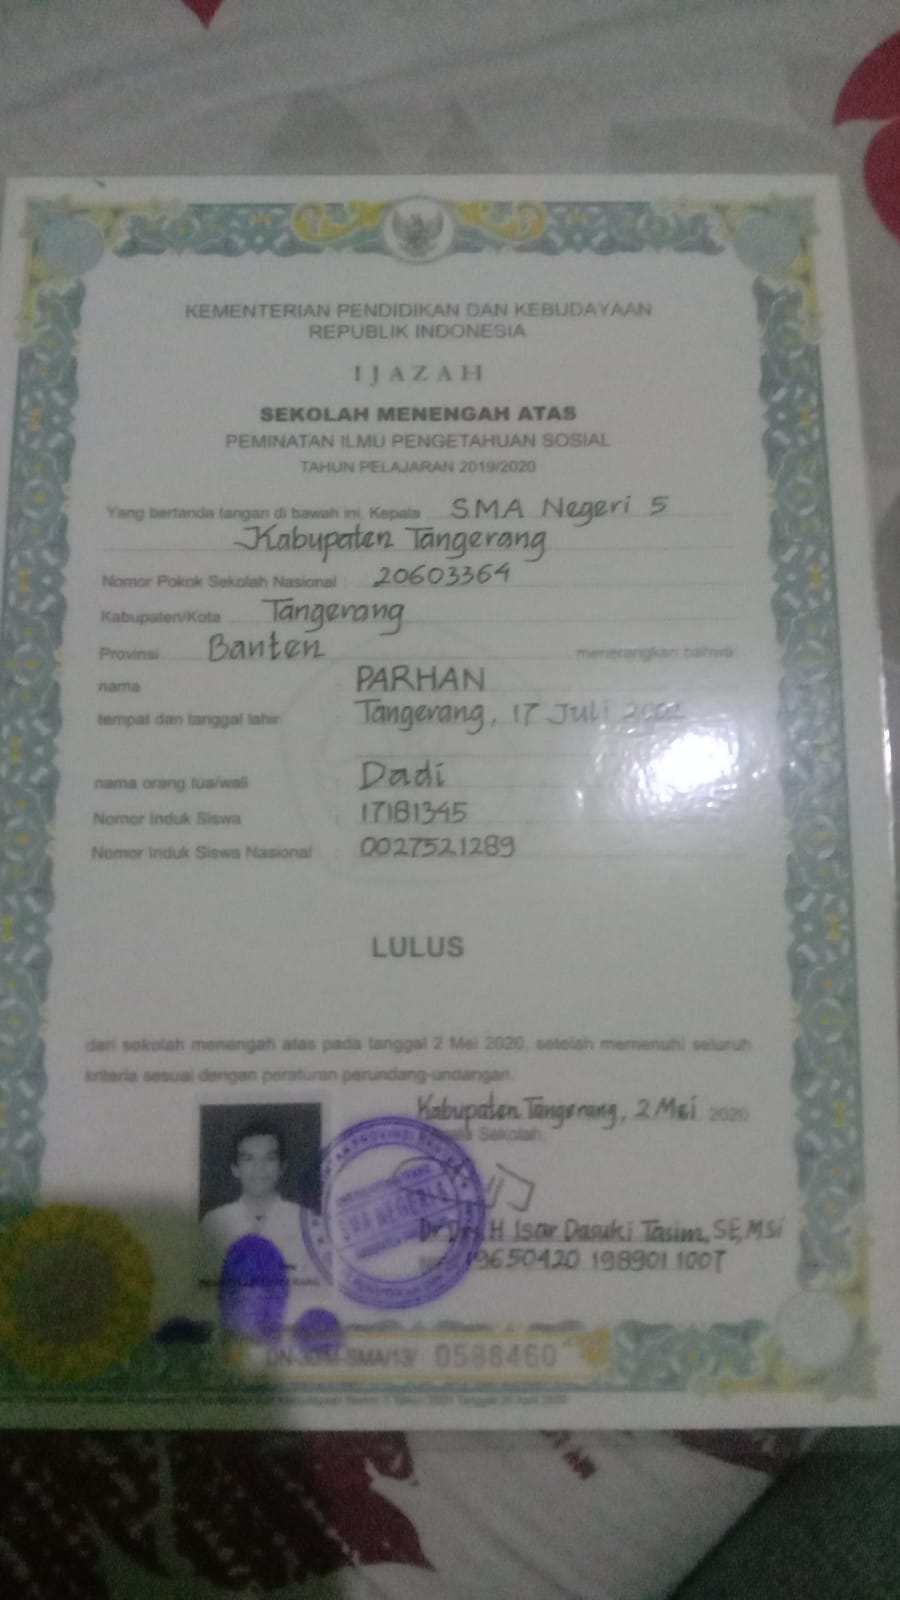 KEMENTERIAN PENDIDIKAN DAN KEBUDAYAAN
REPUBLIK INDONESIA
IJAZAH
SEKOLAH MENENGAH ATAS
PEMINATAN ILMU PENGETAHUAN SOSIAL
TAHUN PELAJARAN 2019/2020
Yang bertanda tangan di bawah ini, Kepala SMA Negeri 5
Kabupaten Tangerang
Nomor Pokok Sekolah Nasional : 20603364
Kabupaten/Kota Tangerang
Provinsi Banten menerangkan bahwa:
nama : PARHAN
tempat dan tanggal lahir : Tangerang, 17 Juli
nama orang tua/wali : Dadi
Nomor Induk Siswa : 17181345
Nomor Induk Siswa Nasional : 0027521289
LULUS
dari sekolah menengah atas pada tanggal 2 Mei 2020, setelah memenuhi seluruh
kriteria sesuai dengan peraturan perundang-undangan.
Kabupaten Tangerang, 2 Mei 2020
Sekolah,
SMA NEGERI
H Isar Dasuki Tasim, SE, MSi
19650420 198901 1007
SMA/13/ 0586460